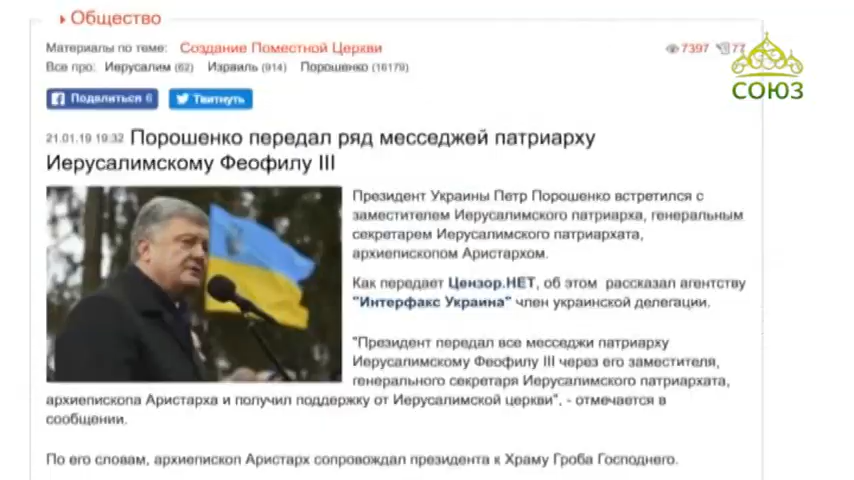 Общество
СОЮЗ
Материалы по теме: Создание Поместной Церкви
7397 77
Все про: Иерусалим (62) Израиль (914) Порошенко (16179)
Поделиться 6 Твитнуть
21.01.19 19:32 Порошенко передал ряд месседжей патриарху
Иерусалимскому Феофилу III
Президент Украины Петр Порошенко встретился с
заместителем Иерусалимского патриарха, генеральным
секретарем Иерусалимского патриархата,
архиепископом Аристархом.
Как передает Цензор.НЕТ, об этом рассказал агентству
"Интерфакс Украина" член украинской делегации.
"Президент передал все месседжи патриарху
Иерусалимскому Феофилу III через его заместителя,
генерального секретаря Иерусалимского патриархата,
архиепископа Аристарха и получил поддержку от Иерусалимской церкви", - отмечается в
сообщении.
По его словам, архиепископ Аристарх сопровождал президента к Храму Гроба Господнего.